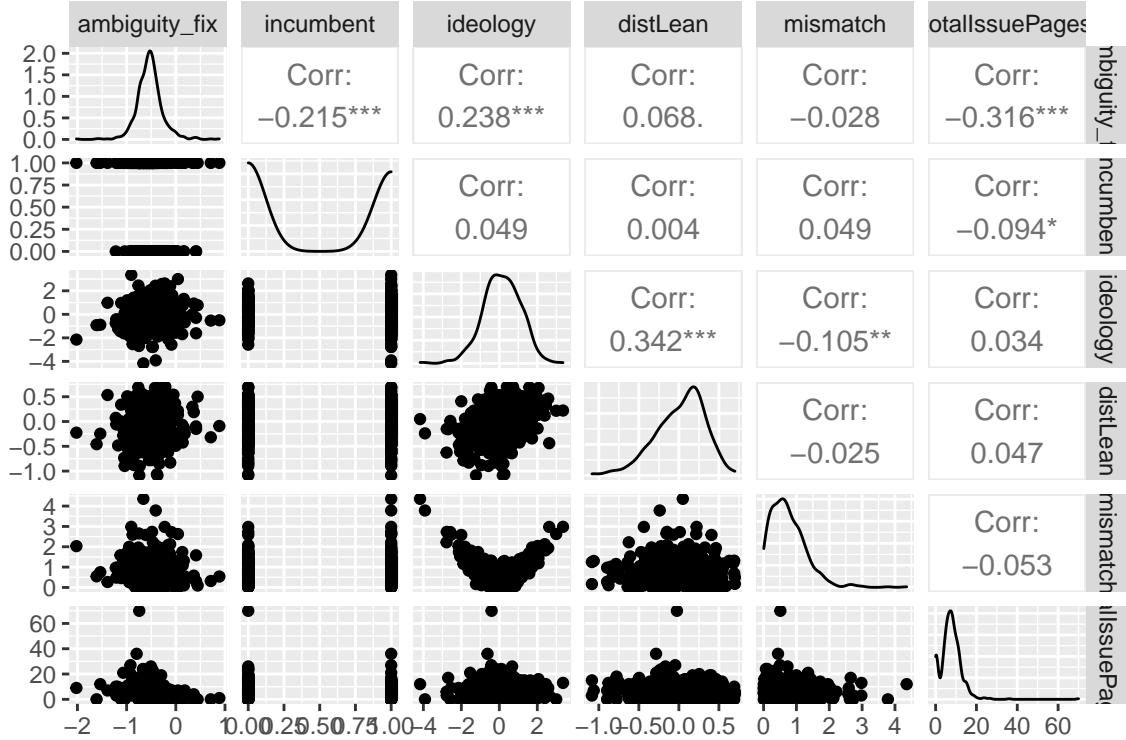 ambiguity_fix incumbent ideology distLean mismatch otalIssuePages
2.0 Corr: Corr: Corr: Corr: Corr: mbiguity_f
1.5
1.0 −0.215*** 0.238*** 0.068. −0.028 −0.316***
0.5
0.0
1.00 Corr: Corr: Corr: Corr: ncumben
0.75
0.50 0.049 0.004 0.049 −0.094*
0.25
0.00
2 Corr: Corr: Corr: ideology
0
−2 0.342*** −0.105** 0.034
−4
0.5 Corr: Corr: distLean
0.0
−0.5 −0.025 0.047
−1.0
4 Corr: mismatch
3
2 −0.053
1
0
60 allIssuePag
40
20
0
−2 −1 0 0.00 0.25 0.50 0.75 1.00 −4 −2 0 2 −1.0 −0.5 0.0 0.5 0 1 2 3 4 0 20 40 60